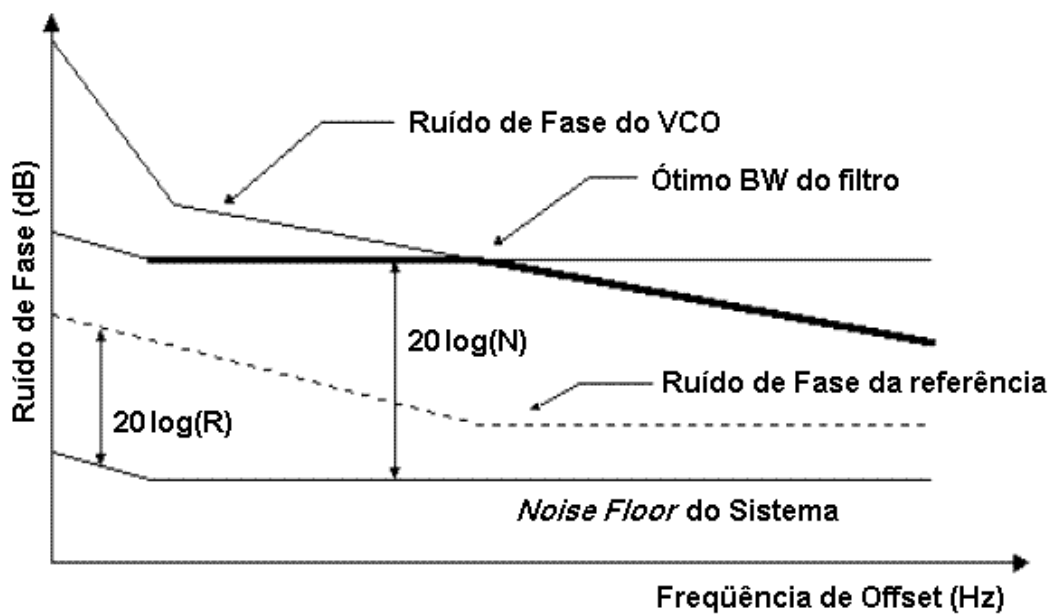 Ruído de Fase do VCO
Ótimo BW do filtro
Ruído de Fase (dB)
20 log(N)
Ruído de Fase da referência
20 log(R)
Noise Floor do Sistema
Freqüência de Offset (Hz)